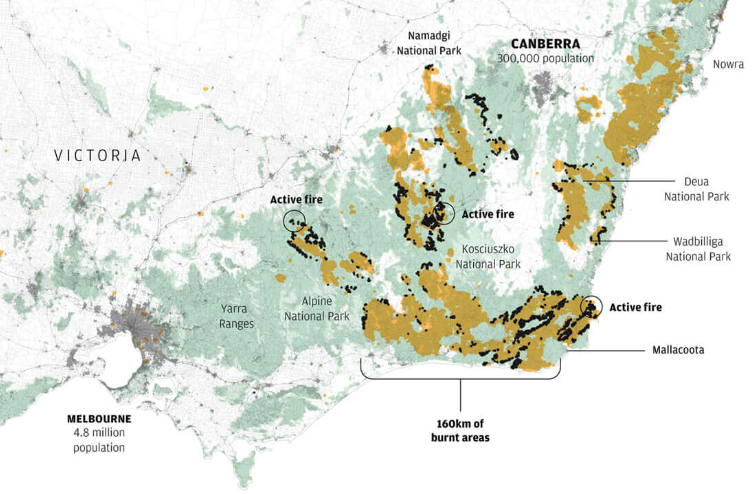 Namadgi
National Park
CANBERRA
300,000 population
Nowra
VICTORIA
Deua
National Park
Active fire
Active fire
Wadbilliga
National Park
Kosciuszko
National Park
Yarra
Ranges
Alpine
National Park
Active fire
Mallacoota
MELBOURNE
4.8 million
population
160km of
burnt areas